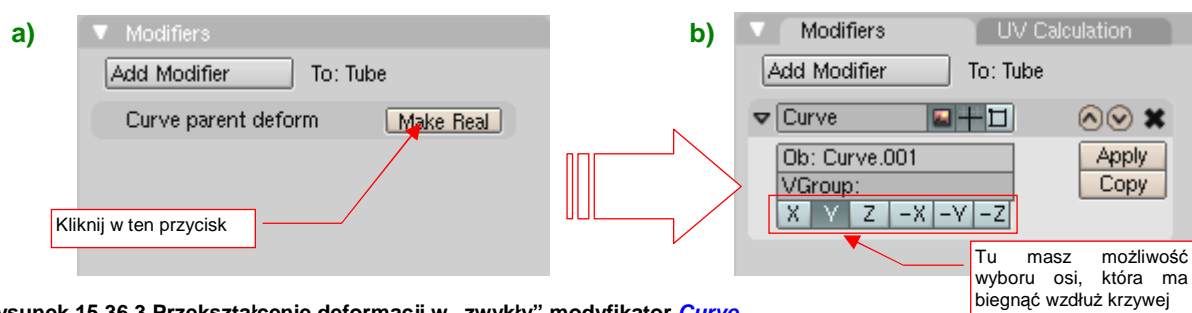 a)
Modifiers
Add Modifier To: Tube
Curve parent deform Make Real
Kliknij w ten przycisk
b)
Modifiers UV Calculation
Add Modifier To: Tube
Curve
Ob: Curve.001 Apply
VGroup: Copy
X Y Z -X -Y -Z
Tu masz możliwość
wyboru osi, która ma
biegnąć wzdłuż krzywej
ysunek 15.36.3 Przekształcenie deformacji w „zwykły” modyfikator Curve